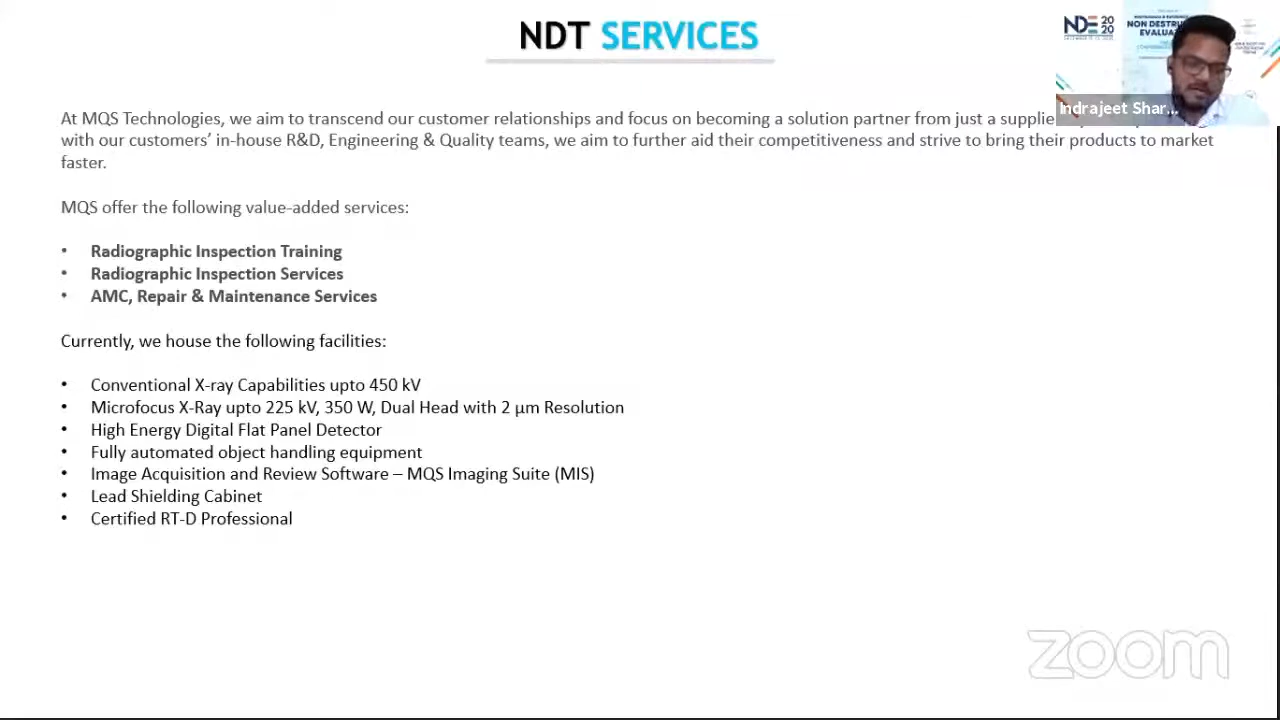 NDT SERVICES
NDE 20 20
NON DESTRU
EVALUAT
Indrajeet Shar...
At MQS Technologies, we aim to transcend our customer relationships and focus on becoming a solution partner from just a supplie
with our customers’ in-house R&D, Engineering & Quality teams, we aim to further aid their competitiveness and strive to bring their products to market
faster.
MQS offer the following value-added services:
• Radiographic Inspection Training
• Radiographic Inspection Services
• AMC, Repair & Maintenance Services
Currently, we house the following facilities:
• Conventional X-ray Capabilities upto 450 kV
• Microfocus X-Ray upto 225 kV, 350 W, Dual Head with 2 µm Resolution
• High Energy Digital Flat Panel Detector
• Fully automated object handling equipment
• Image Acquisition and Review Software – MQS Imaging Suite (MIS)
• Lead Shielding Cabinet
• Certified RT-D Professional
zoom